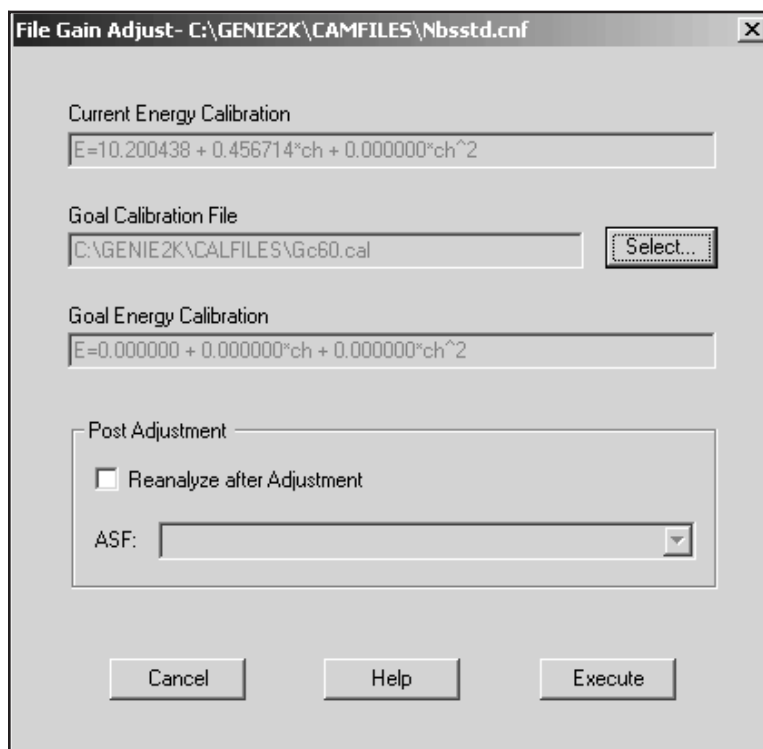 File Gain Adjust- C:\GENIE2K\CAMFILES\Nbsstd.cnf
Current Energy Calibration
E=10.200438 + 0.456714*ch + 0.000000*ch^2
Goal Calibration File
C:\GENIE2K\CALFILES\Gc60.cal
Select...
Goal Energy Calibration
E=0.000000 + 0.000000*ch + 0.000000*ch^2
Post Adjustment
Reanalyze after Adjustment
ASF:
Cancel
Help
Execute